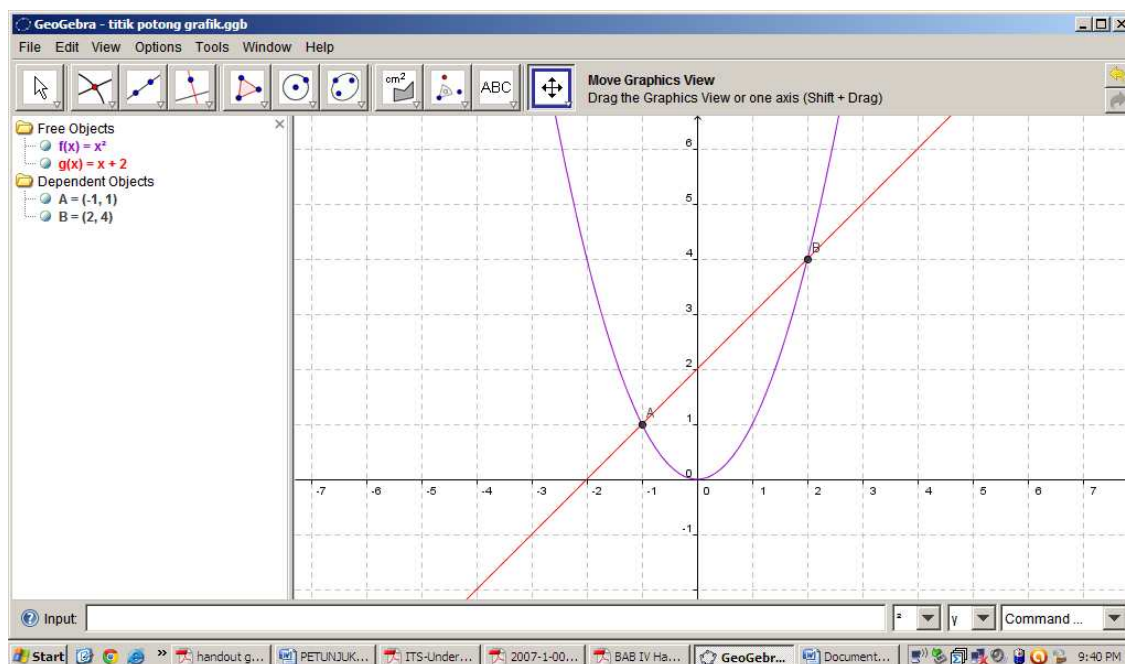 GeoGebra - titik potong grafik.ggb
File Edit View Options Tools Window Help
cm²
ABC
Move Graphics View
Drag the Graphics View or one axis (Shift + Drag)
Free Objects
f(x) = x²
g(x) = x + 2
Dependent Objects
A = (-1, 1)
B = (2, 4)
6
5
4
3
2
1
0
-1
-7 -6 -5 -4 -3 -2 -1 0 1 2 3 4 5 6 7
A
B
Input:
² γ Command ...
Start » handout g... PETUNJUK... ITS-Under... 2007-1-00... BAB IV Ha... GeoGebr... Document... 9:40 PM